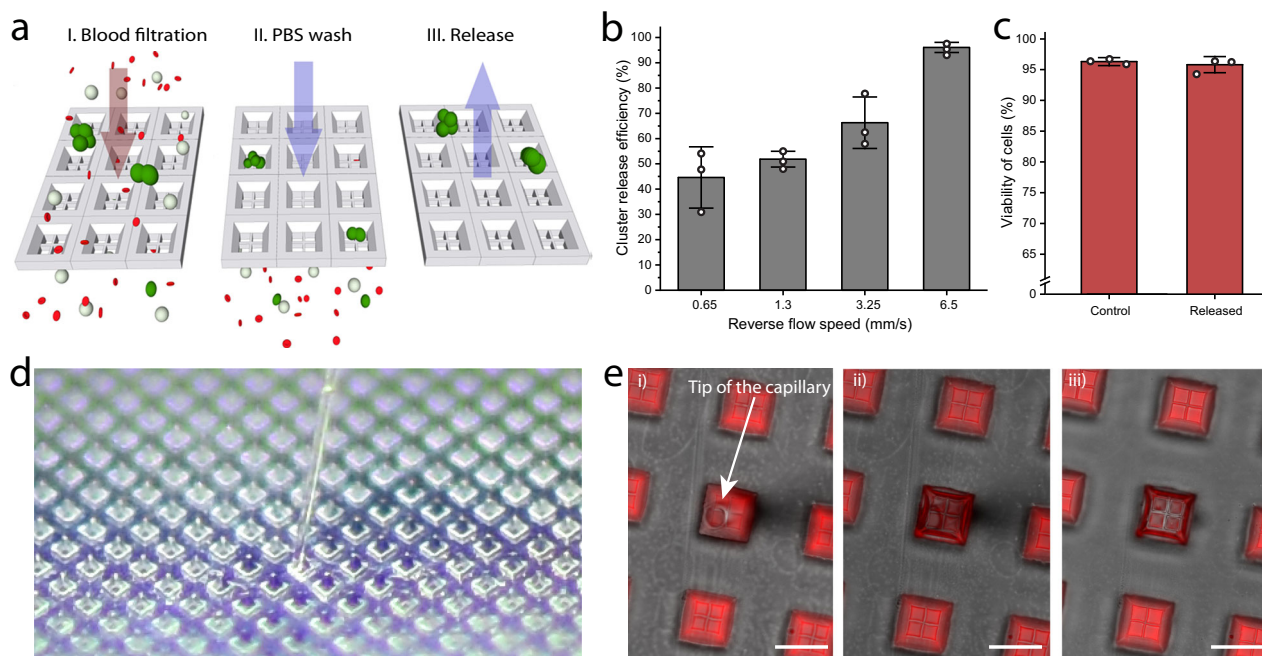 a
I. Blood filtration
II. PBS wash
III. Release
b
Cluster release efficiency (%)
100
90
80
70
60
50
40
30
20
10
0
0.65
1.3
3.25
6.5
Reverse flow speed (mm/s)
c
Viability of cells (%)
100
95
90
85
80
75
70
65
0
Control
Released
d
e
i)
Tip of the capillary
ii)
iii)